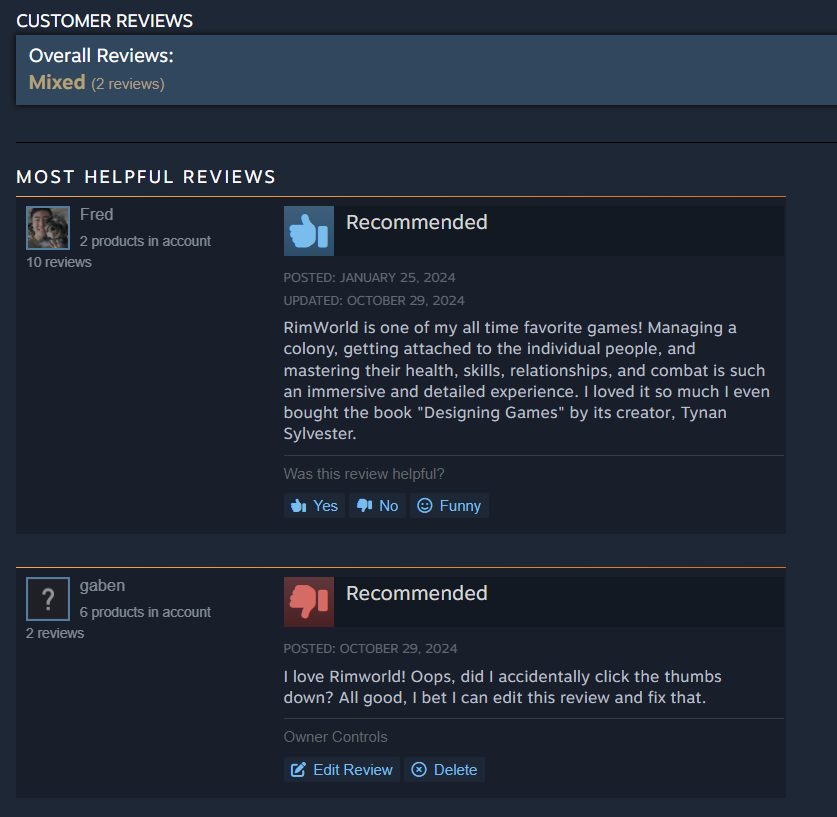 CUSTOMER REVIEWS
Overall Reviews:
Mixed (2 reviews)
MOST HELPFUL REVIEWS
Fred
2 products in account
10 reviews
Recommended
POSTED: JANUARY 25, 2024
UPDATED: OCTOBER 29, 2024
RimWorld is one of my all time favorite games! Managing a
colony, getting attached to the individual people, and
mastering their health, skills, relationships, and combat is such
an immersive and detailed experience. I loved it so much I even
bought the book "Designing Games" by its creator, Tynan
Sylvester.
Was this review helpful?
Yes No Funny
?
gaben
6 products in account
2 reviews
Recommended
POSTED: OCTOBER 29, 2024
I love Rimworld! Oops, did I accidentally click the thumbs
down? All good, I bet I can edit this review and fix that.
Owner Controls
Edit Review Delete